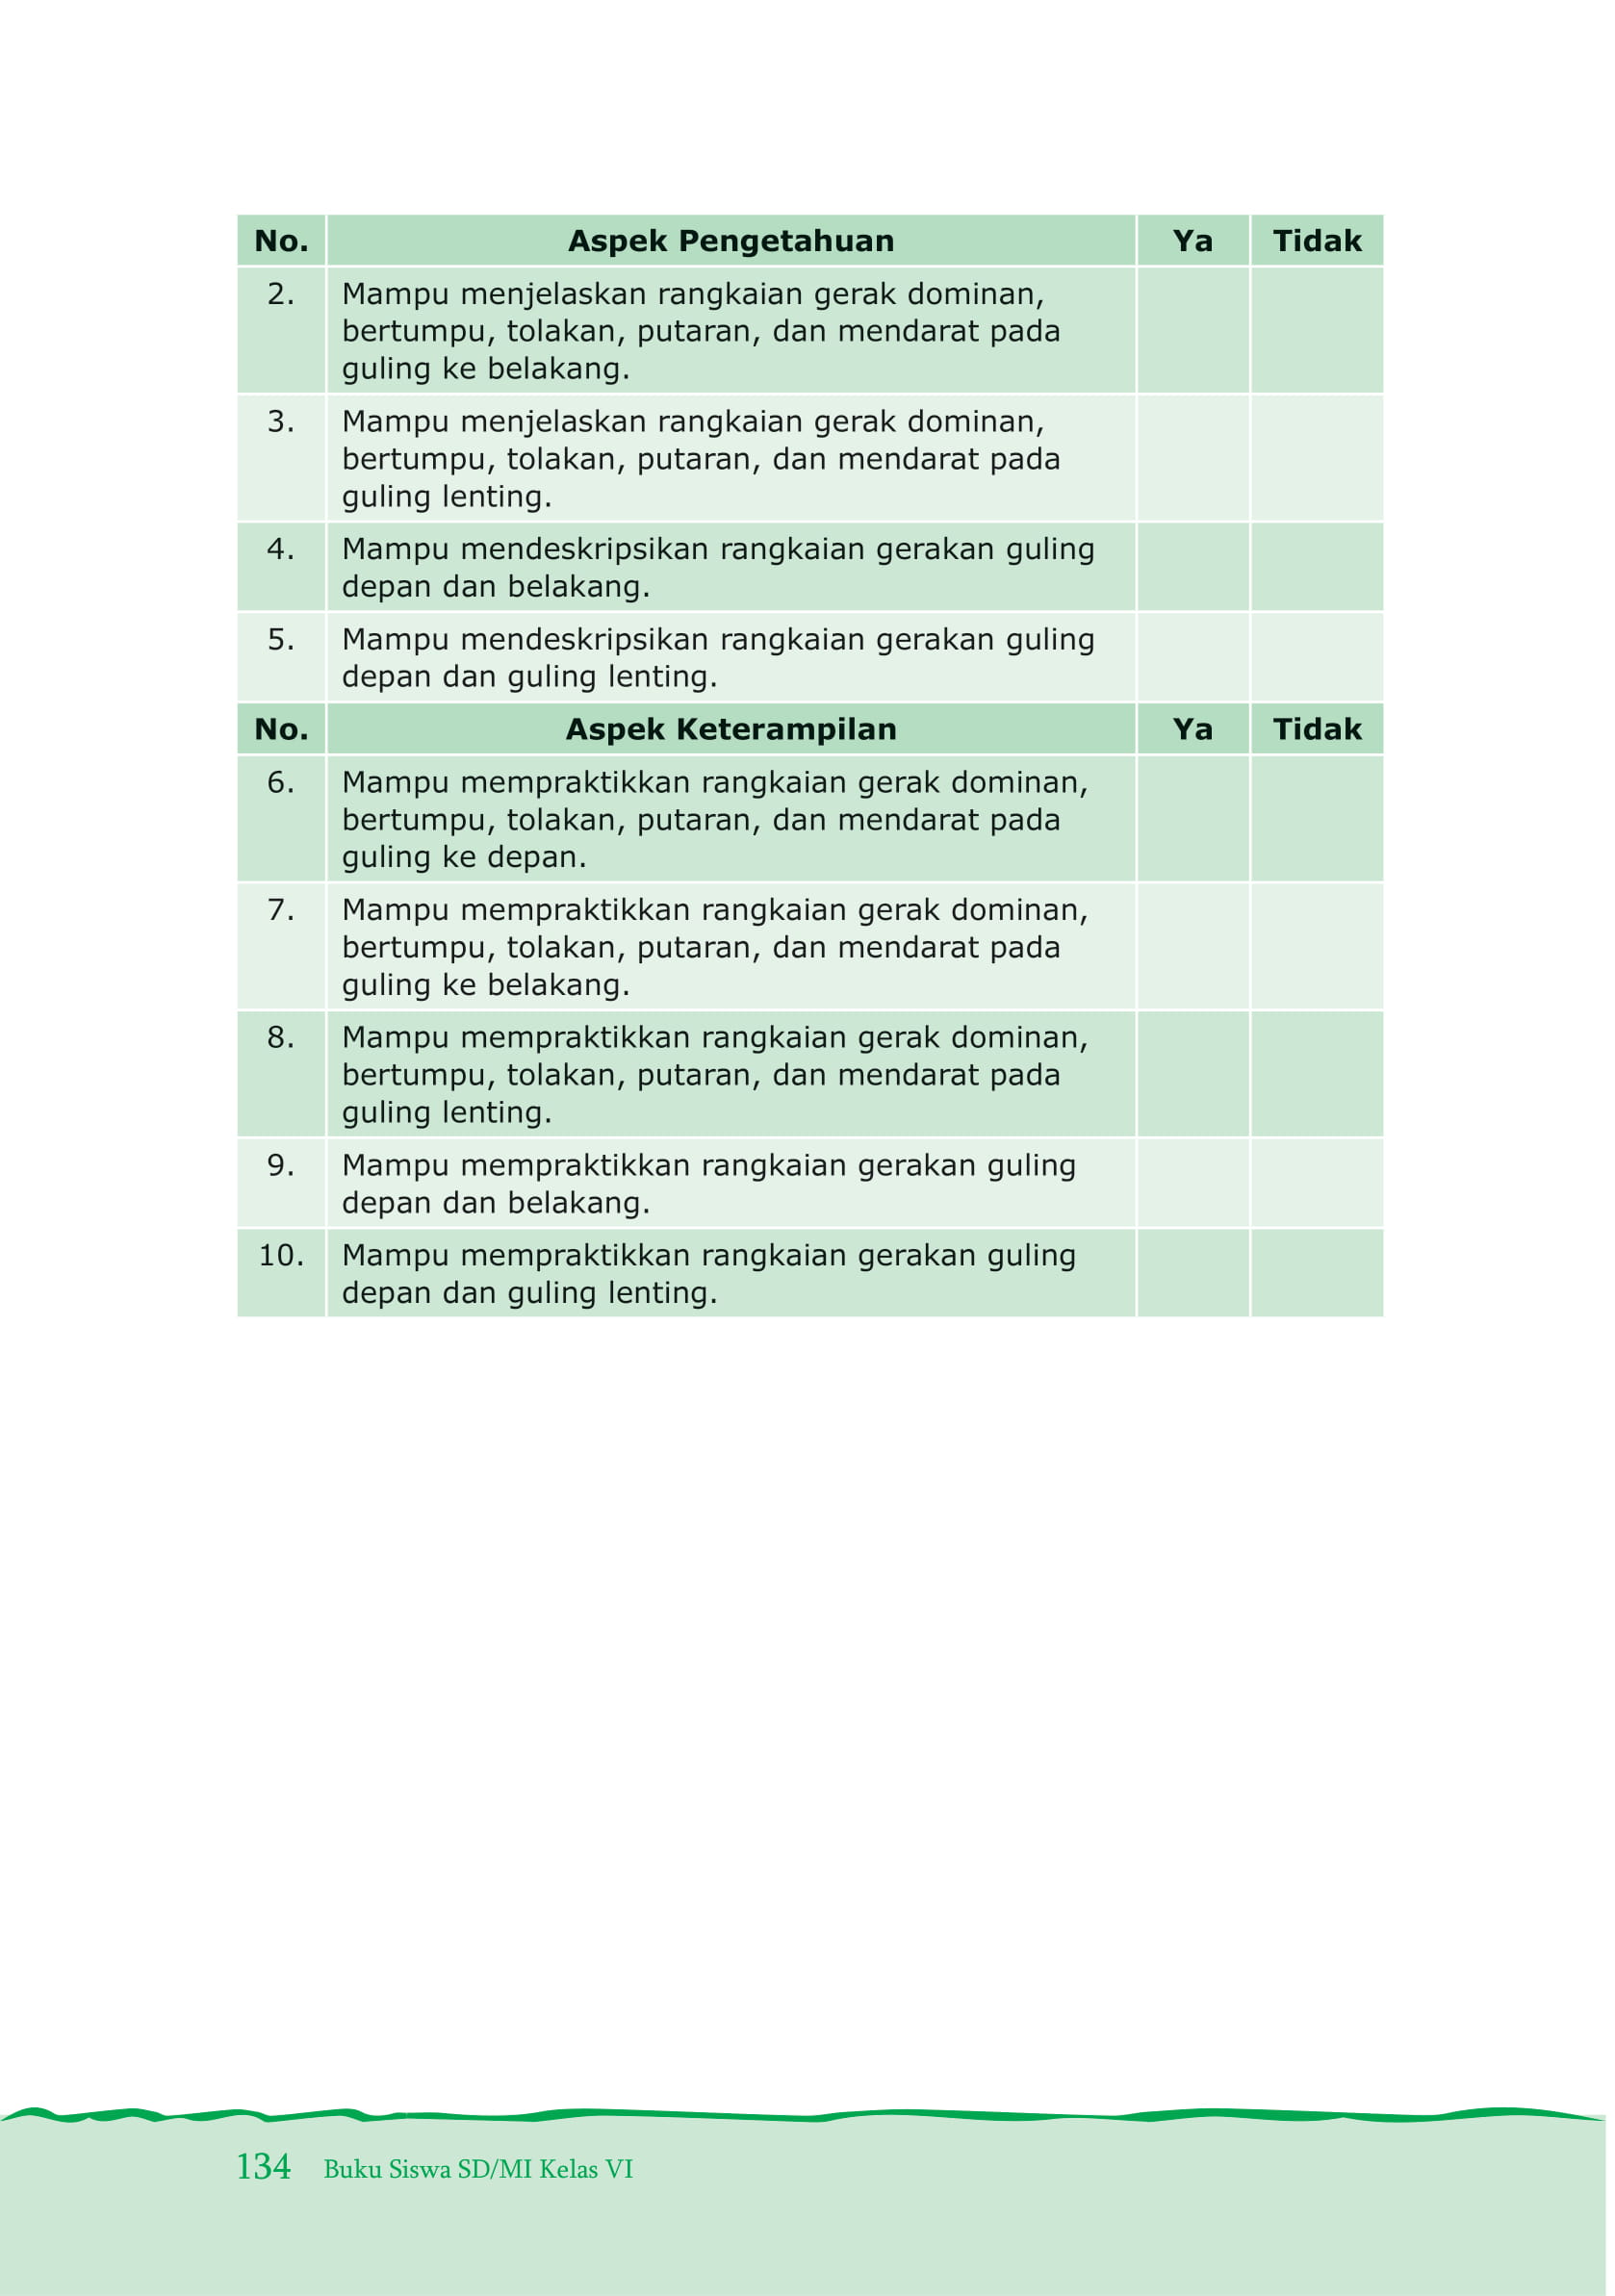 No. Aspek Pengetahuan Ya Tidak
2. Mampu menjelaskan rangkaian gerak dominan,
bertumpu, tolakan, putaran, dan mendarat pada
guling ke belakang.
3. Mampu menjelaskan rangkaian gerak dominan,
bertumpu, tolakan, putaran, dan mendarat pada
guling lenting.
4. Mampu mendeskripsikan rangkaian gerakan guling
depan dan belakang.
5. Mampu mendeskripsikan rangkaian gerakan guling
depan dan guling lenting.
No. Aspek Keterampilan Ya Tidak
6. Mampu mempraktikkan rangkaian gerak dominan,
bertumpu, tolakan, putaran, dan mendarat pada
guling ke depan.
7. Mampu mempraktikkan rangkaian gerak dominan,
bertumpu, tolakan, putaran, dan mendarat pada
guling ke belakang.
8. Mampu mempraktikkan rangkaian gerak dominan,
bertumpu, tolakan, putaran, dan mendarat pada
guling lenting.
9. Mampu mempraktikkan rangkaian gerakan guling
depan dan belakang.
10. Mampu mempraktikkan rangkaian gerakan guling
depan dan guling lenting.
134 Buku Siswa SD/MI Kelas VI